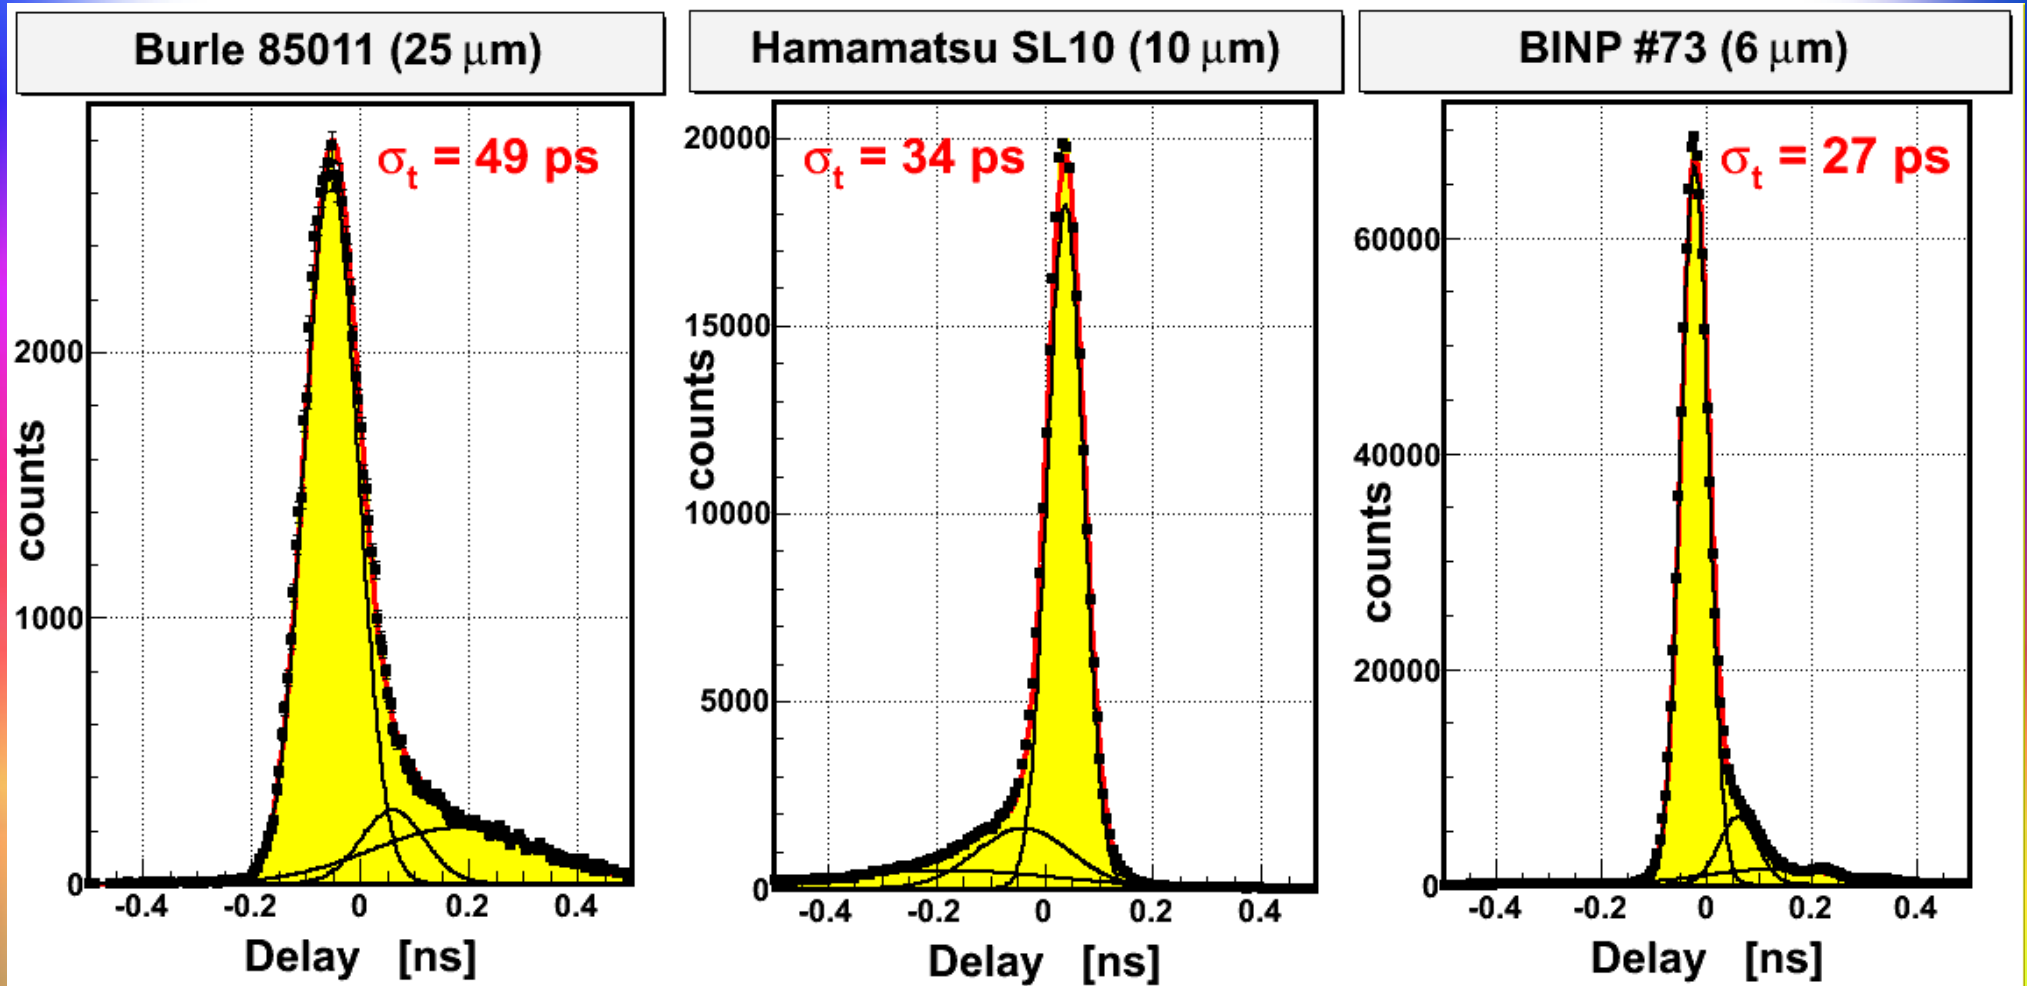 Burle 85011 (25 μm)
σt = 49 ps
2000
1000
0
counts
-0.4 -0.2 0 0.2 0.4
Delay [ns]
Hamamatsu SL10 (10 μm)
σt = 34 ps
20000
15000
10000
5000
0
counts
-0.4 -0.2 0 0.2 0.4
Delay [ns]
BINP #73 (6 μm)
σt = 27 ps
60000
40000
20000
0
counts
-0.4 -0.2 0 0.2 0.4
Delay [ns]